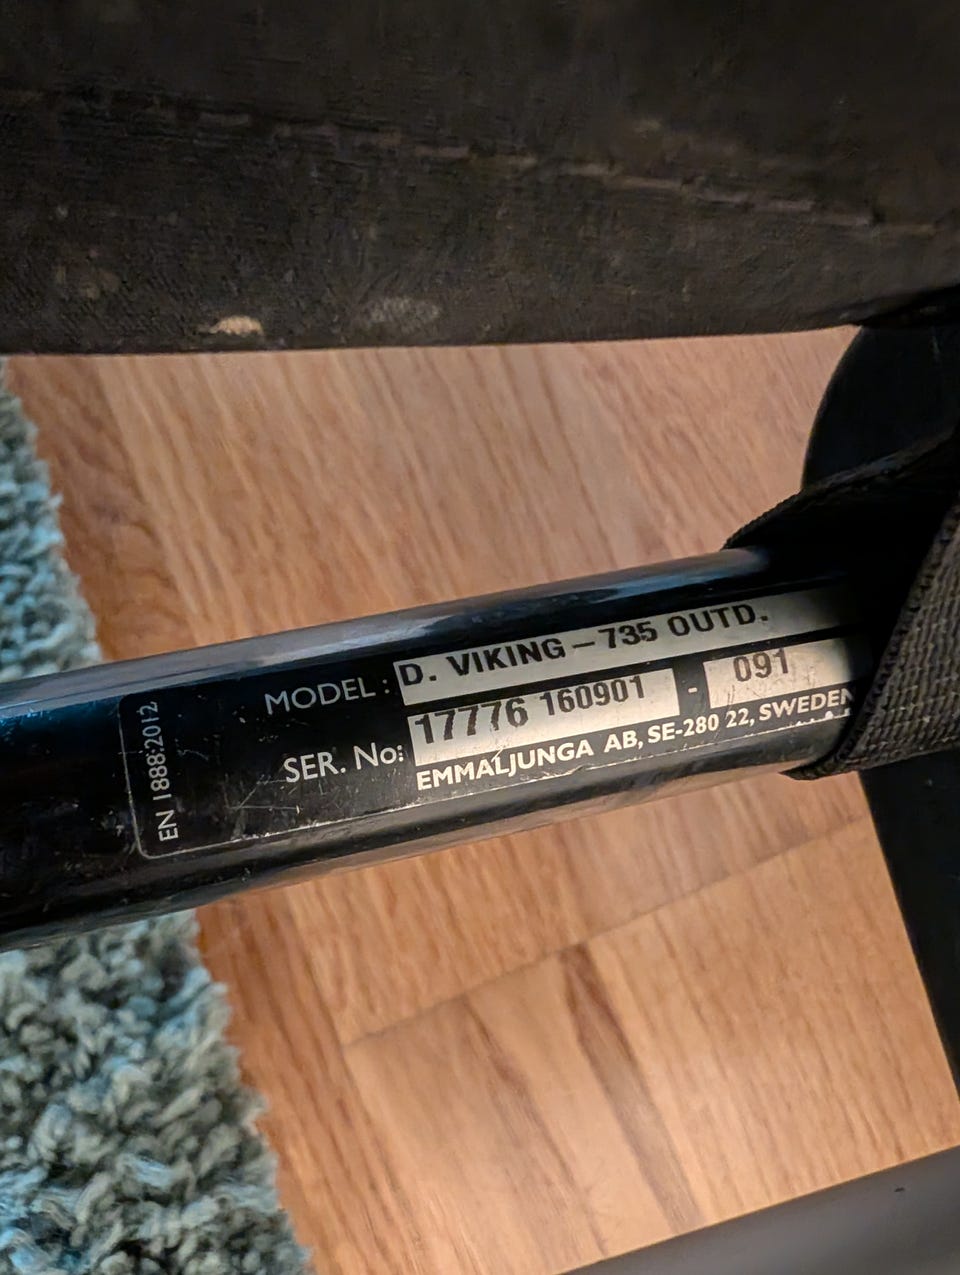 MODEL: D. VIKING-735 OUTD.
SER. No: 17776 160901 - 091
EMMALJUNGA AB, SE-280 22, SWEDEN
EN 1888:2012